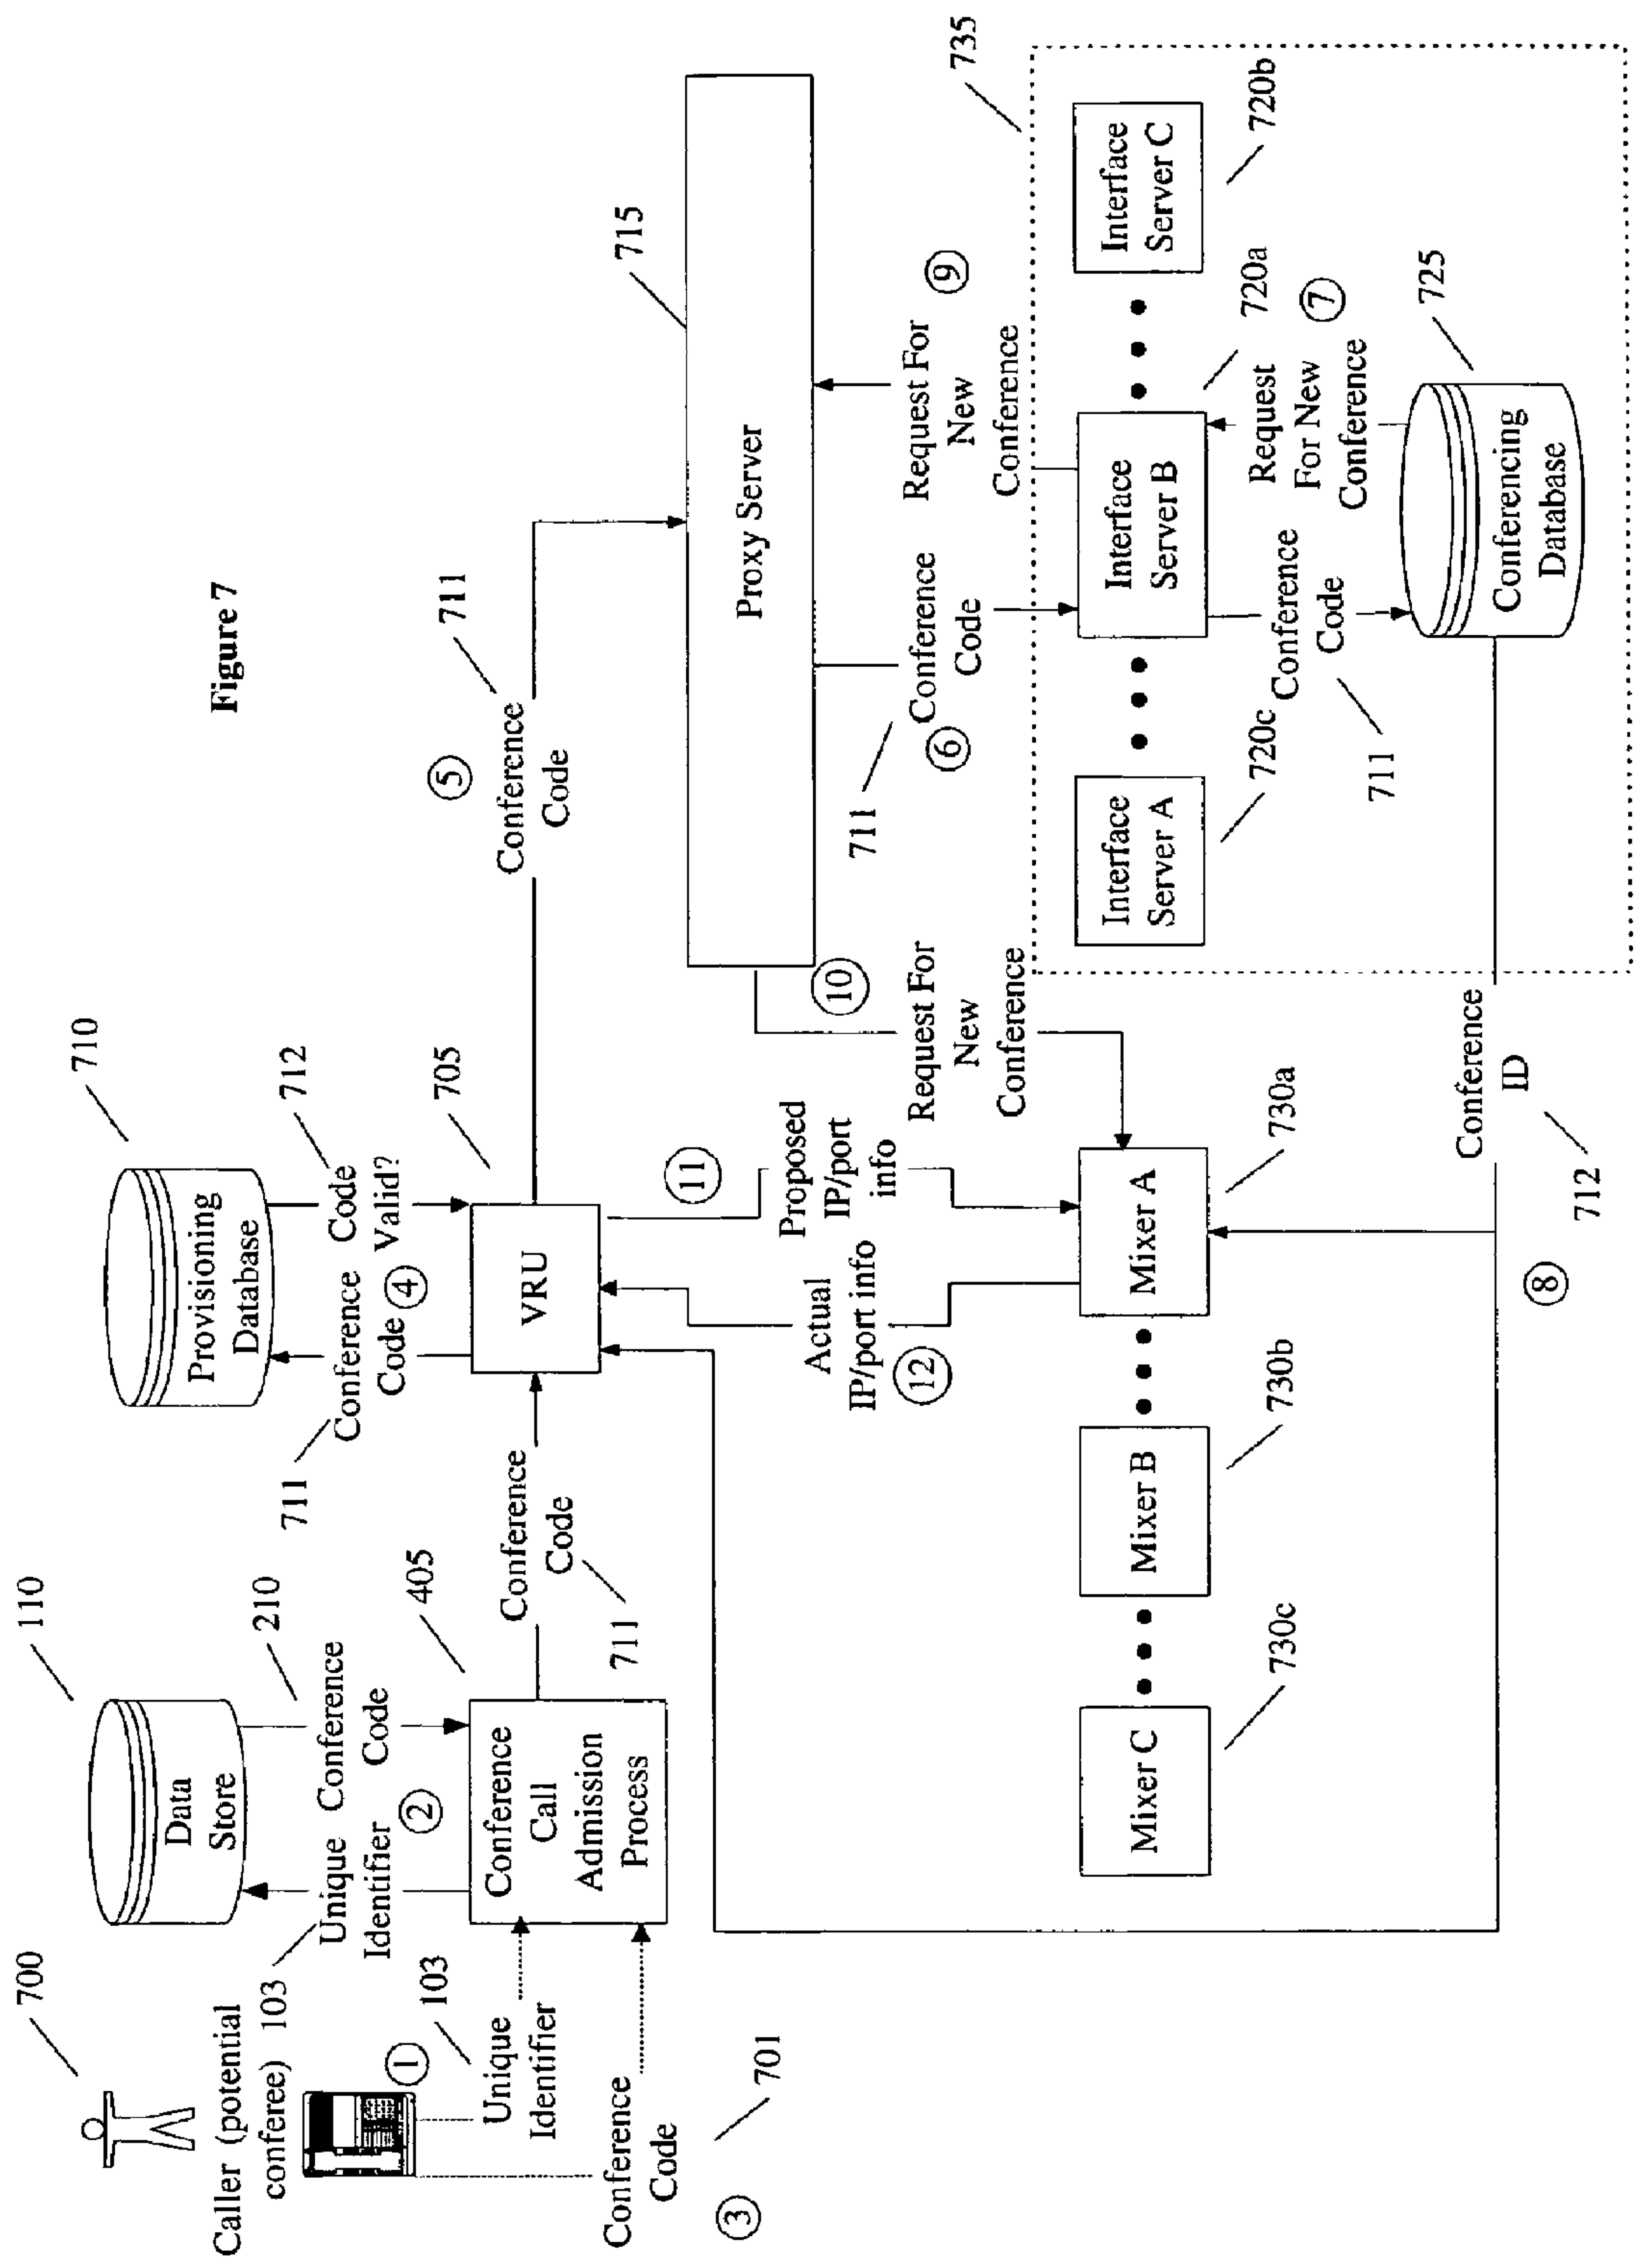 Figure 7
700
Caller (potential
conferee)
103
Unique
Identifier
110
Data
Store
210
Conference
Code
2
1
103
Unique
Identifier
Conference
Code
3
701
405
Conference
Call
Admission
Process
Conference
Code
711
710
Provisioning
Database
711
Conference
Code
4
712
Code
Valid?
705
VRU
5
711
Conference
Code
715
Proxy Server
711
Conference
Code
6
Request For
New
Conference
9
10
Request For
New
Conference
11
Proposed
IP/port
info
Actual
IP/port info
12
735
Interface
Server A
720c
Interface
Server B
720a
Interface
Server C
720b
Conference
Code
711
Request
For New
Conference
7
725
Conferencing
Database
Mixer C
730c
Mixer B
730b
Mixer A
730a
Conference
ID
712
8